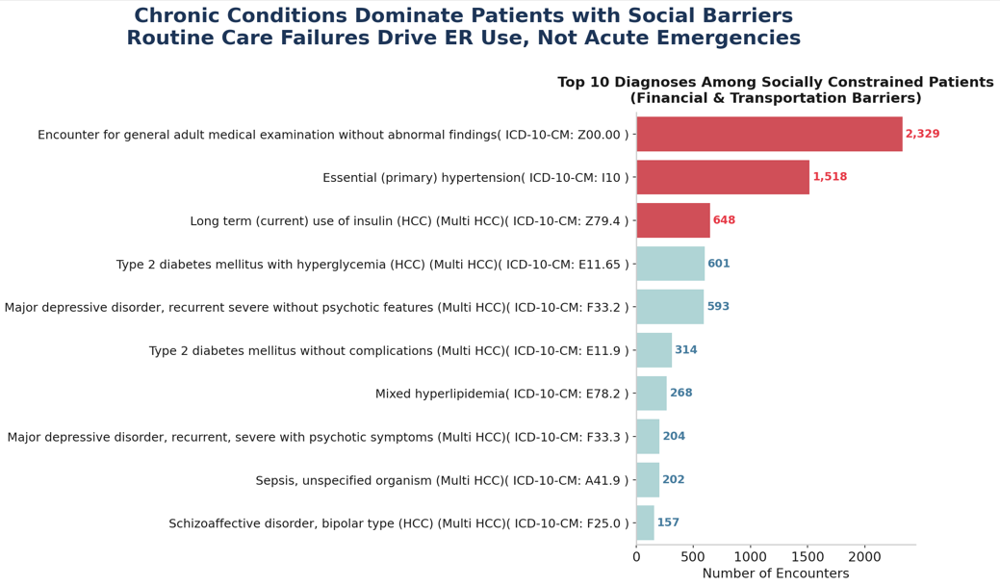 Chronic Conditions Dominate Patients with Social Barriers
Routine Care Failures Drive ER Use, Not Acute Emergencies
Top 10 Diagnoses Among Socially Constrained Patients
(Financial & Transportation Barriers)
Encounter for general adult medical examination without abnormal findings( ICD-10-CM: Z00.00 ) 2,329
Essential (primary) hypertension( ICD-10-CM: I10 ) 1,518
Long term (current) use of insulin (HCC) (Multi HCC)( ICD-10-CM: Z79.4 ) 648
Type 2 diabetes mellitus with hyperglycemia (HCC) (Multi HCC)( ICD-10-CM: E11.65 ) 601
Major depressive disorder, recurrent severe without psychotic features (Multi HCC)( ICD-10-CM: F33.2 ) 593
Type 2 diabetes mellitus without complications (Multi HCC)( ICD-10-CM: E11.9 ) 314
Mixed hyperlipidemia( ICD-10-CM: E78.2 ) 268
Major depressive disorder, recurrent, severe with psychotic symptoms (Multi HCC)( ICD-10-CM: F33.3 ) 204
Sepsis, unspecified organism (Multi HCC)( ICD-10-CM: A41.9 ) 202
Schizoaffective disorder, bipolar type (HCC) (Multi HCC)( ICD-10-CM: F25.0 ) 157
0 500 1000 1500 2000
Number of Encounters